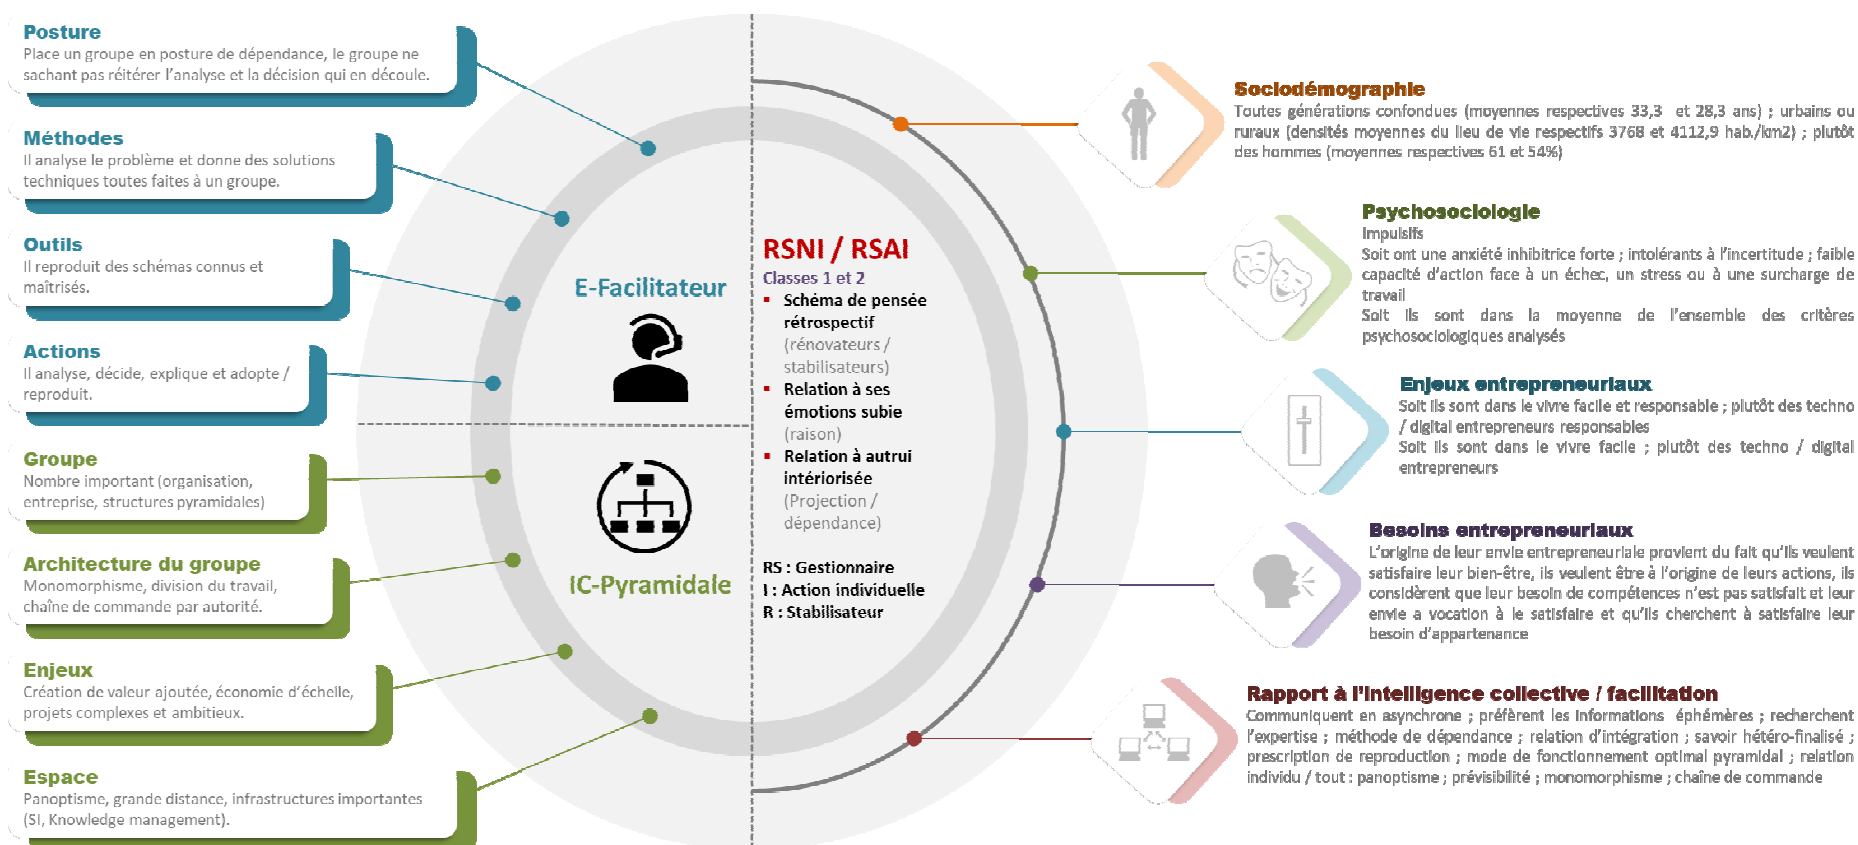 Posture
Place un groupe en posture de dépendance, le groupe ne
sachant pas réitérer l'analyse et la décision qui en découle.
Méthodes
Il analyse le problème et donne des solutions
techniques toutes faites à un groupe.
Outils
Il reproduit des schémas connus et
maîtrisés.
Actions
Il analyse, décide, explique et adopte /
reproduit.
Groupe
Nombre important (organisation,
entreprise, structures pyramidales)
Architecture du groupe
Monomorphisme, division du travail,
chaîne de commande par autorité.
Enjeux
Création de valeur ajoutée, économie d'échelle,
projets complexes et ambitieux.
Espace
Panoptisme, grande distance, infrastructures importantes
(SI, Knowledge management).
E-Facilitateur
IC-Pyramidale
RSNI / RSAI
Classes 1 et 2
▪ Schéma de pensée
rétrospectif
(rénovateurs /
stabilisateurs)
▪ Relation à ses
émotions subie
(raison)
▪ Relation à autrui
intériorisée
(Projection /
dépendance)
RS : Gestionnaire
I : Action individuelle
R : Stabilisateur
Sociodémographie
Toutes générations confondues (moyennes respectives 33,3 et 28,3 ans) ; urbains ou
ruraux (densités moyennes du lieu de vie respectifs 3768 et 4112,9 hab./km2) ; plutôt
des hommes (moyennes respectives 61 et 54%)
Psychosociologie
Impulsifs
Soit ont une anxiété inhibitrice forte ; intolérants à l'incertitude ; faible
capacité d'action face à un échec, un stress ou à une surcharge de
travail
Soit ils sont dans la moyenne de l'ensemble des critères
psychosociologiques analysés
Enjeux entrepreneuriaux
Soit ils sont dans le vivre facile et responsable ; plutôt des techno
/ digital entrepreneurs responsables
Soit ils sont dans le vivre facile ; plutôt des techno / digital
entrepreneurs
Besoins entrepreneuriaux
L'origine de leur envie entrepreneuriale provient du fait qu'ils veulent
satisfaire leur bien-être, ils veulent être à l'origine de leurs actions, ils
considèrent que leur besoin de compétences n'est pas satisfait et leur
envie a vocation à le satisfaire et qu'ils cherchent à satisfaire leur
besoin d'appartenance
Rapport à l'intelligence collective / facilitation
Communiquent en asynchrone ; préfèrent les informations éphémères ; recherchent
l'expertise ; méthode de dépendance ; relation d'intégration ; savoir hétéro-finalisé ;
prescription de reproduction ; mode de fonctionnement optimal pyramidal ; relation
individu / tout : panoptisme ; prévisibilité ; monomorphisme ; chaîne de commande